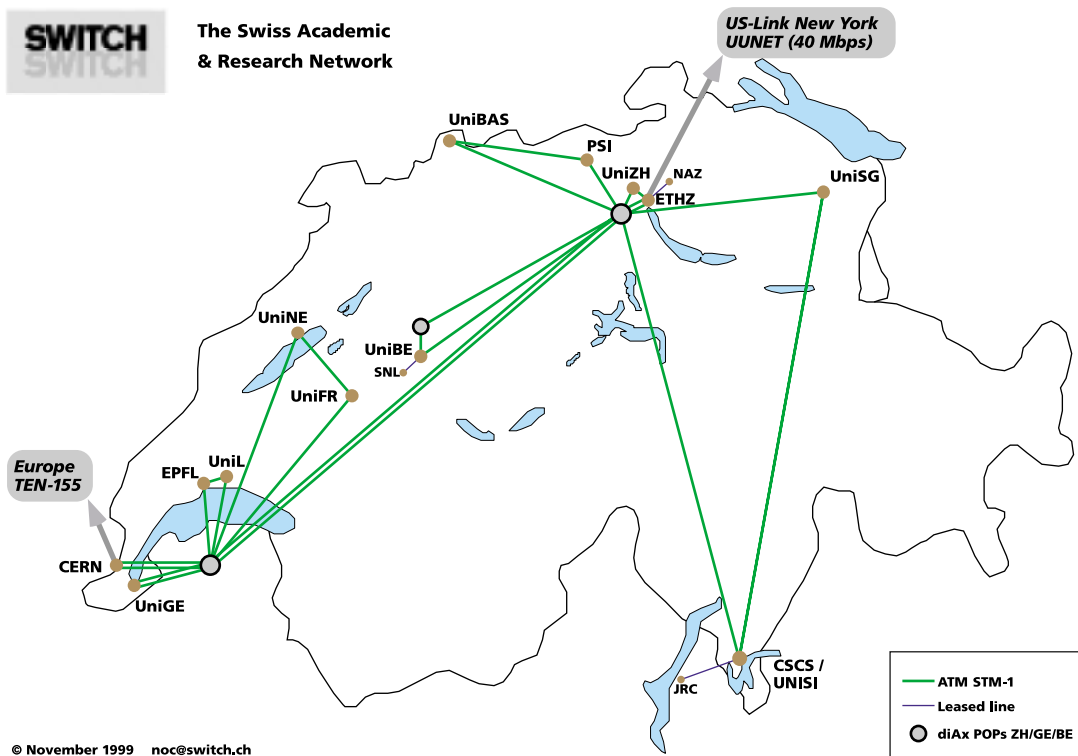 SWITCH
The Swiss Academic
& Research Network
US-Link New York
UUNET (40 Mbps)
UniBAS
PSI
UniZH
NAZ
ETHZ
UniSG
UniNE
UniBE
SNL
UniFR
EPFL
UniL
Europe
TEN-155
CERN
UniGE
CSCS /
UNISI
JRC
ATM STM-1
Leased line
diAx POPs ZH/GE/BE
© November 1999 noc@switch.ch